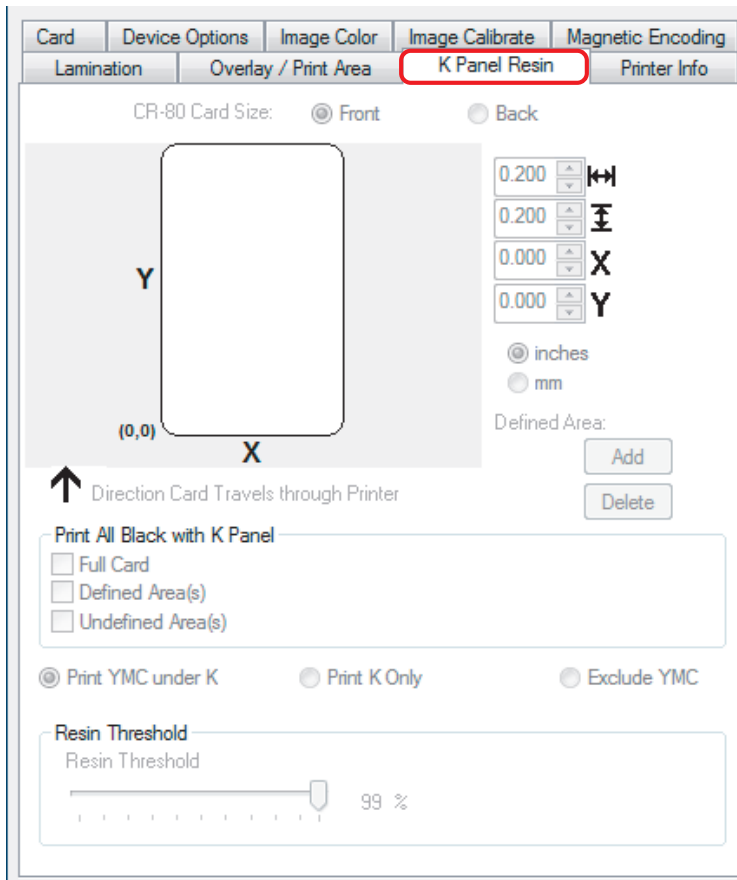 Card Device Options Image Color Image Calibrate Magnetic Encoding
Lamination Overlay / Print Area K Panel Resin Printer Info
CR-80 Card Size: Front Back
0.200
0.200
0.000 X
Y
0.000 Y
inches
mm
(0,0)
Defined Area:
X
Add
Direction Card Travels through Printer
Delete
Print All Black with K Panel
Full Card
Defined Area(s)
Undefined Area(s)
Print YMC under K Print K Only Exclude YMC
Resin Threshold
Resin Threshold
99 %